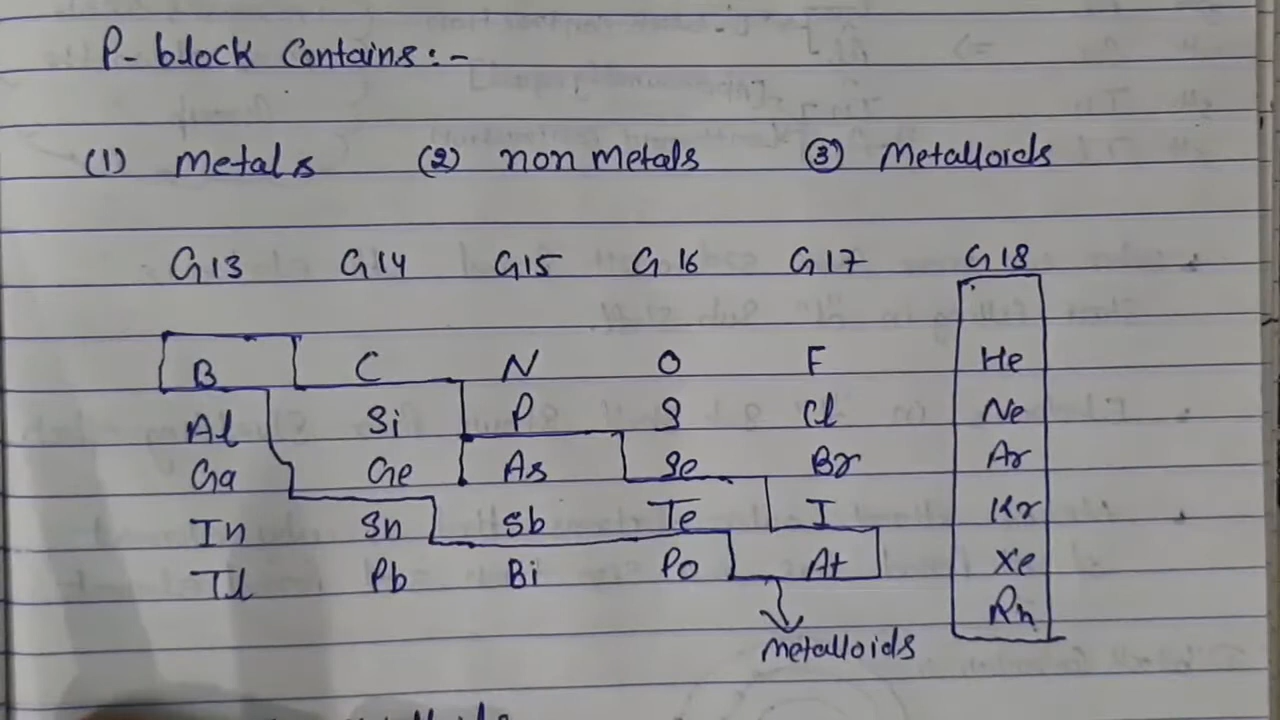 P- block Contains:-
(1) Metals (2) non Metals (3) Metalloids
G13 G14 G15 G16 G17 G18
B C N O F He
Al Si P S Cl Ne
Ga Ge As Se Br Ar
In Sn Sb Te I Kr
Tl Pb Bi Po At Xe
Rn
Metalloids